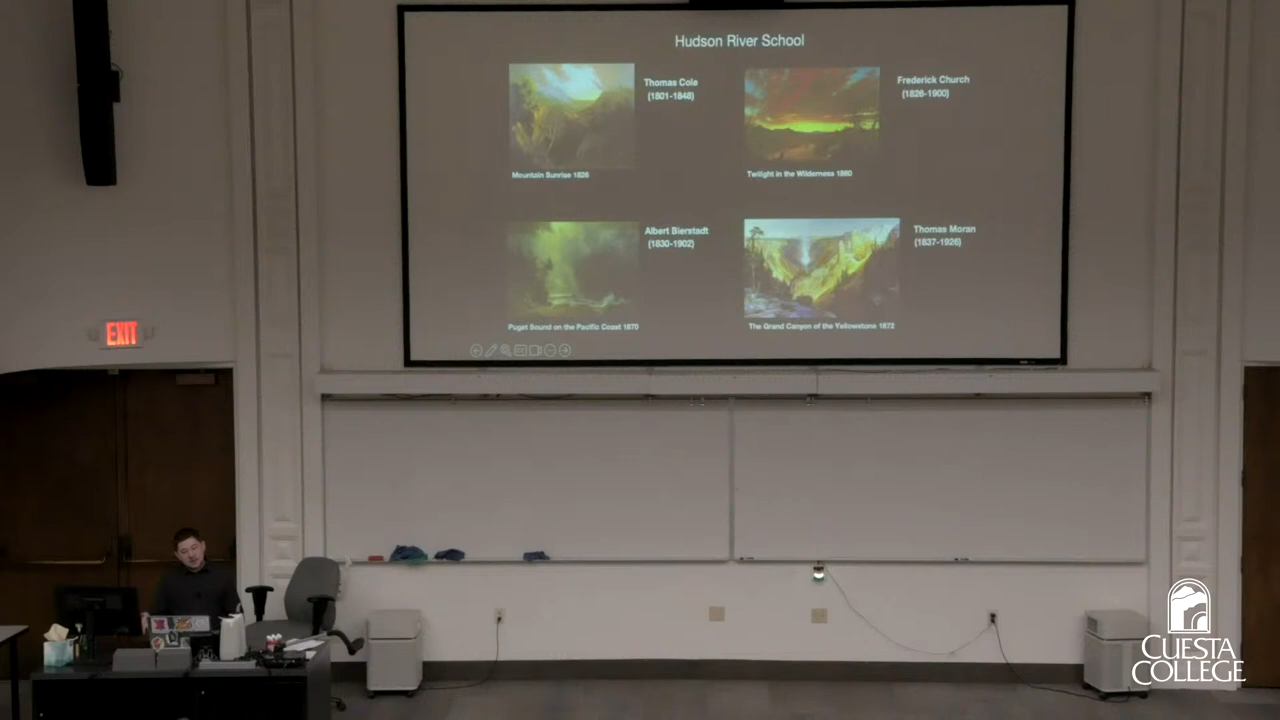 Hudson River School
Thomas Cole
(1801-1848)
Mountain Sunrise 1826
Frederick Church
(1826-1900)
Twilight in the Wilderness 1860
Albert Bierstadt
(1830-1902)
Puget Sound on the Pacific Coast 1870
Thomas Moran
(1837-1926)
The Grand Canyon of the Yellowstone 1872
EXIT
CUESTA
COLLEGE